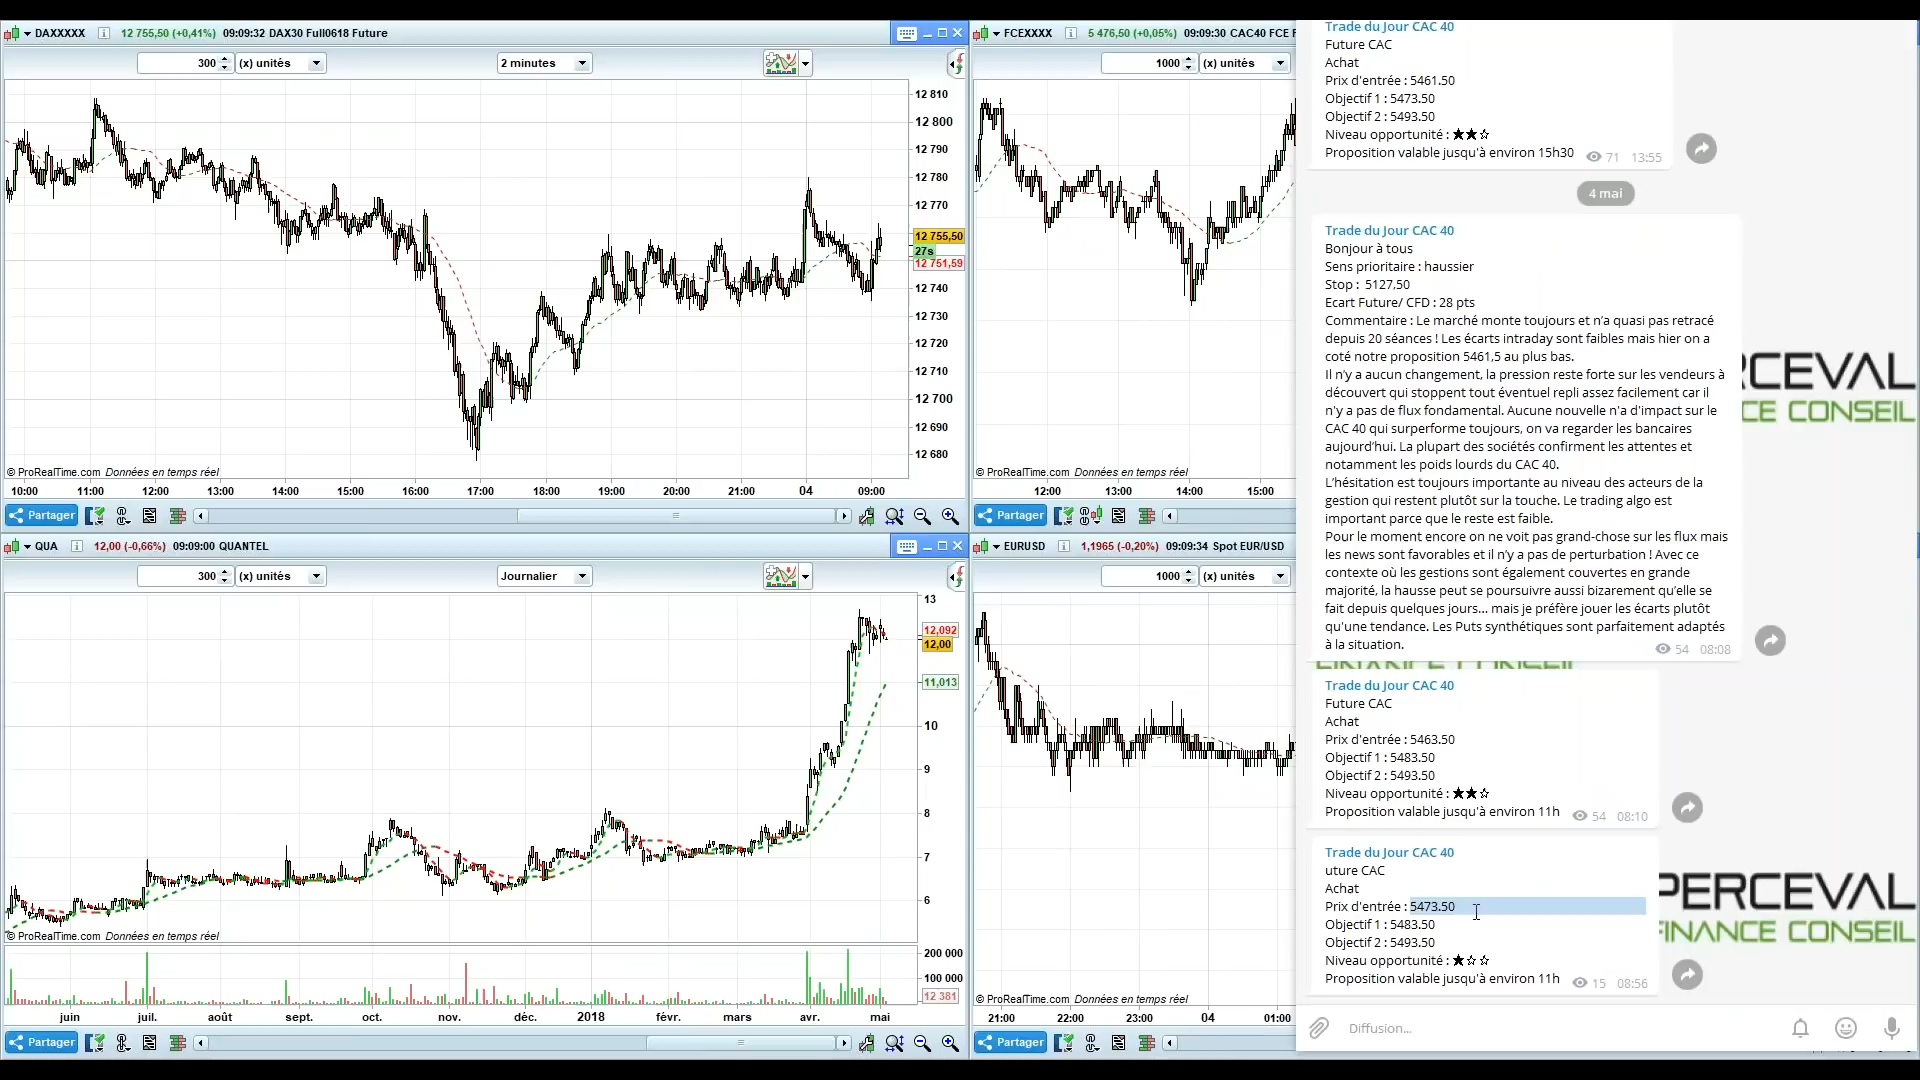 DAXXXXX 12 755,50 (+0,41%) 09:09:32 DAX30 Full0618 Future
300 (x) unités 2 minutes
12 810
12 800
12 790
12 780
12 770
12 755,50
27s
12 751,59
12 740
12 730
12 720
12 710
12 700
12 690
12 680
© ProRealTime.com Données en temps réel
10:00 11:00 12:00 13:00 14:00 15:00 16:00 17:00 18:00 19:00 20:00 21:00 04 09:00
Partager
FCEXXXX 5 476,50 (+0,05%) 09:09:30 CAC40 FCE F
1000 (x) unités
© ProRealTime.com Données en temps réel
12:00 13:00 14:00 15:00
Partager
QUA 12,00 (-0,66%) 09:09:00 QUANTEL
300 (x) unités Journalier
13
12,092
12,00
11,013
10
9
8
7
6
© ProRealTime.com Données en temps réel
200 000
100 000
12 381
juin juil. août sept. oct. nov. déc. 2018 févr. mars avr. mai
Partager
EURUSD 1,1965 (-0,20%) 09:09:34 Spot EUR/USD
1000 (x) unités
© ProRealTime.com Données en temps réel
21:00 22:00 23:00 04 01:00
Partager
Trade du Jour CAC 40
Future CAC
Achat
Prix d'entrée : 5461.50
Objectif 1 : 5473.50
Objectif 2 : 5493.50
Niveau opportunité : ★★☆
Proposition valable jusqu'à environ 15h30 71 13:55
4 mai
Trade du Jour CAC 40
Bonjour à tous
Sens prioritaire : haussier
Stop : 5127,50
Ecart Future/ CFD : 28 pts
Commentaire : Le marché monte toujours et n’a quasi pas retracé
depuis 20 séances ! Les écarts intraday sont faibles mais hier on a
coté notre proposition 5461,5 au plus bas.
Il n’y a aucun changement, la pression reste forte sur les vendeurs à
découvert qui stoppent tout éventuel repli assez facilement car il
n'y a pas de flux fondamental. Aucune nouvelle n'a d'impact sur le
CAC 40 qui surperforme toujours, on va regarder les bancaires
aujourd’hui. La plupart des sociétés confirment les attentes et
notamment les poids lourds du CAC 40.
L’hésitation est toujours importante au niveau des acteurs de la
gestion qui restent plutôt sur la touche. Le trading algo est
important parce que le reste est faible.
Pour le moment encore on ne voit pas grand-chose sur les flux mais
les news sont favorables et il n’y a pas de perturbation ! Avec ce
contexte où les gestions sont également couvertes en grande
majorité, la hausse peut se poursuivre aussi bizarement qu’elle se
fait depuis quelques jours... mais je préfère jouer les écarts plutôt
qu'une tendance. Les Puts synthétiques sont parfaitement adaptés
à la situation. 54 08:08
RCEVAL
CE CONSEIL
FINANCE CONSEIL
Trade du Jour CAC 40
Future CAC
Achat
Prix d'entrée : 5463.50
Objectif 1 : 5483.50
Objectif 2 : 5493.50
Niveau opportunité : ★★☆
Proposition valable jusqu'à environ 11h 54 08:10
Trade du Jour CAC 40
uture CAC
Achat
Prix d'entrée : 5473.50
Objectif 1 : 5483.50
Objectif 2 : 5493.50
Niveau opportunité : ★☆☆
Proposition valable jusqu'à environ 11h 15 08:56
PERCEVAL
FINANCE CONSEIL
Diffusion...